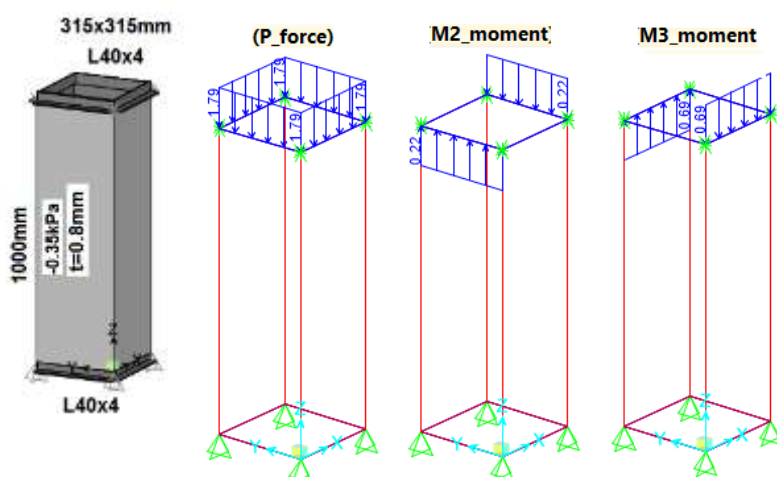 315x315mm
L40x4
1000mm
-0.35kPa
t=0.8mm
Z
Y
X
L40x4
(P_force)
1.79
1.79
1.79
1.79
Z
Y
X
M2_moment)
0.22
0.22
Z
Y
X
M3_moment
0.69
0.69
Z
Y
X